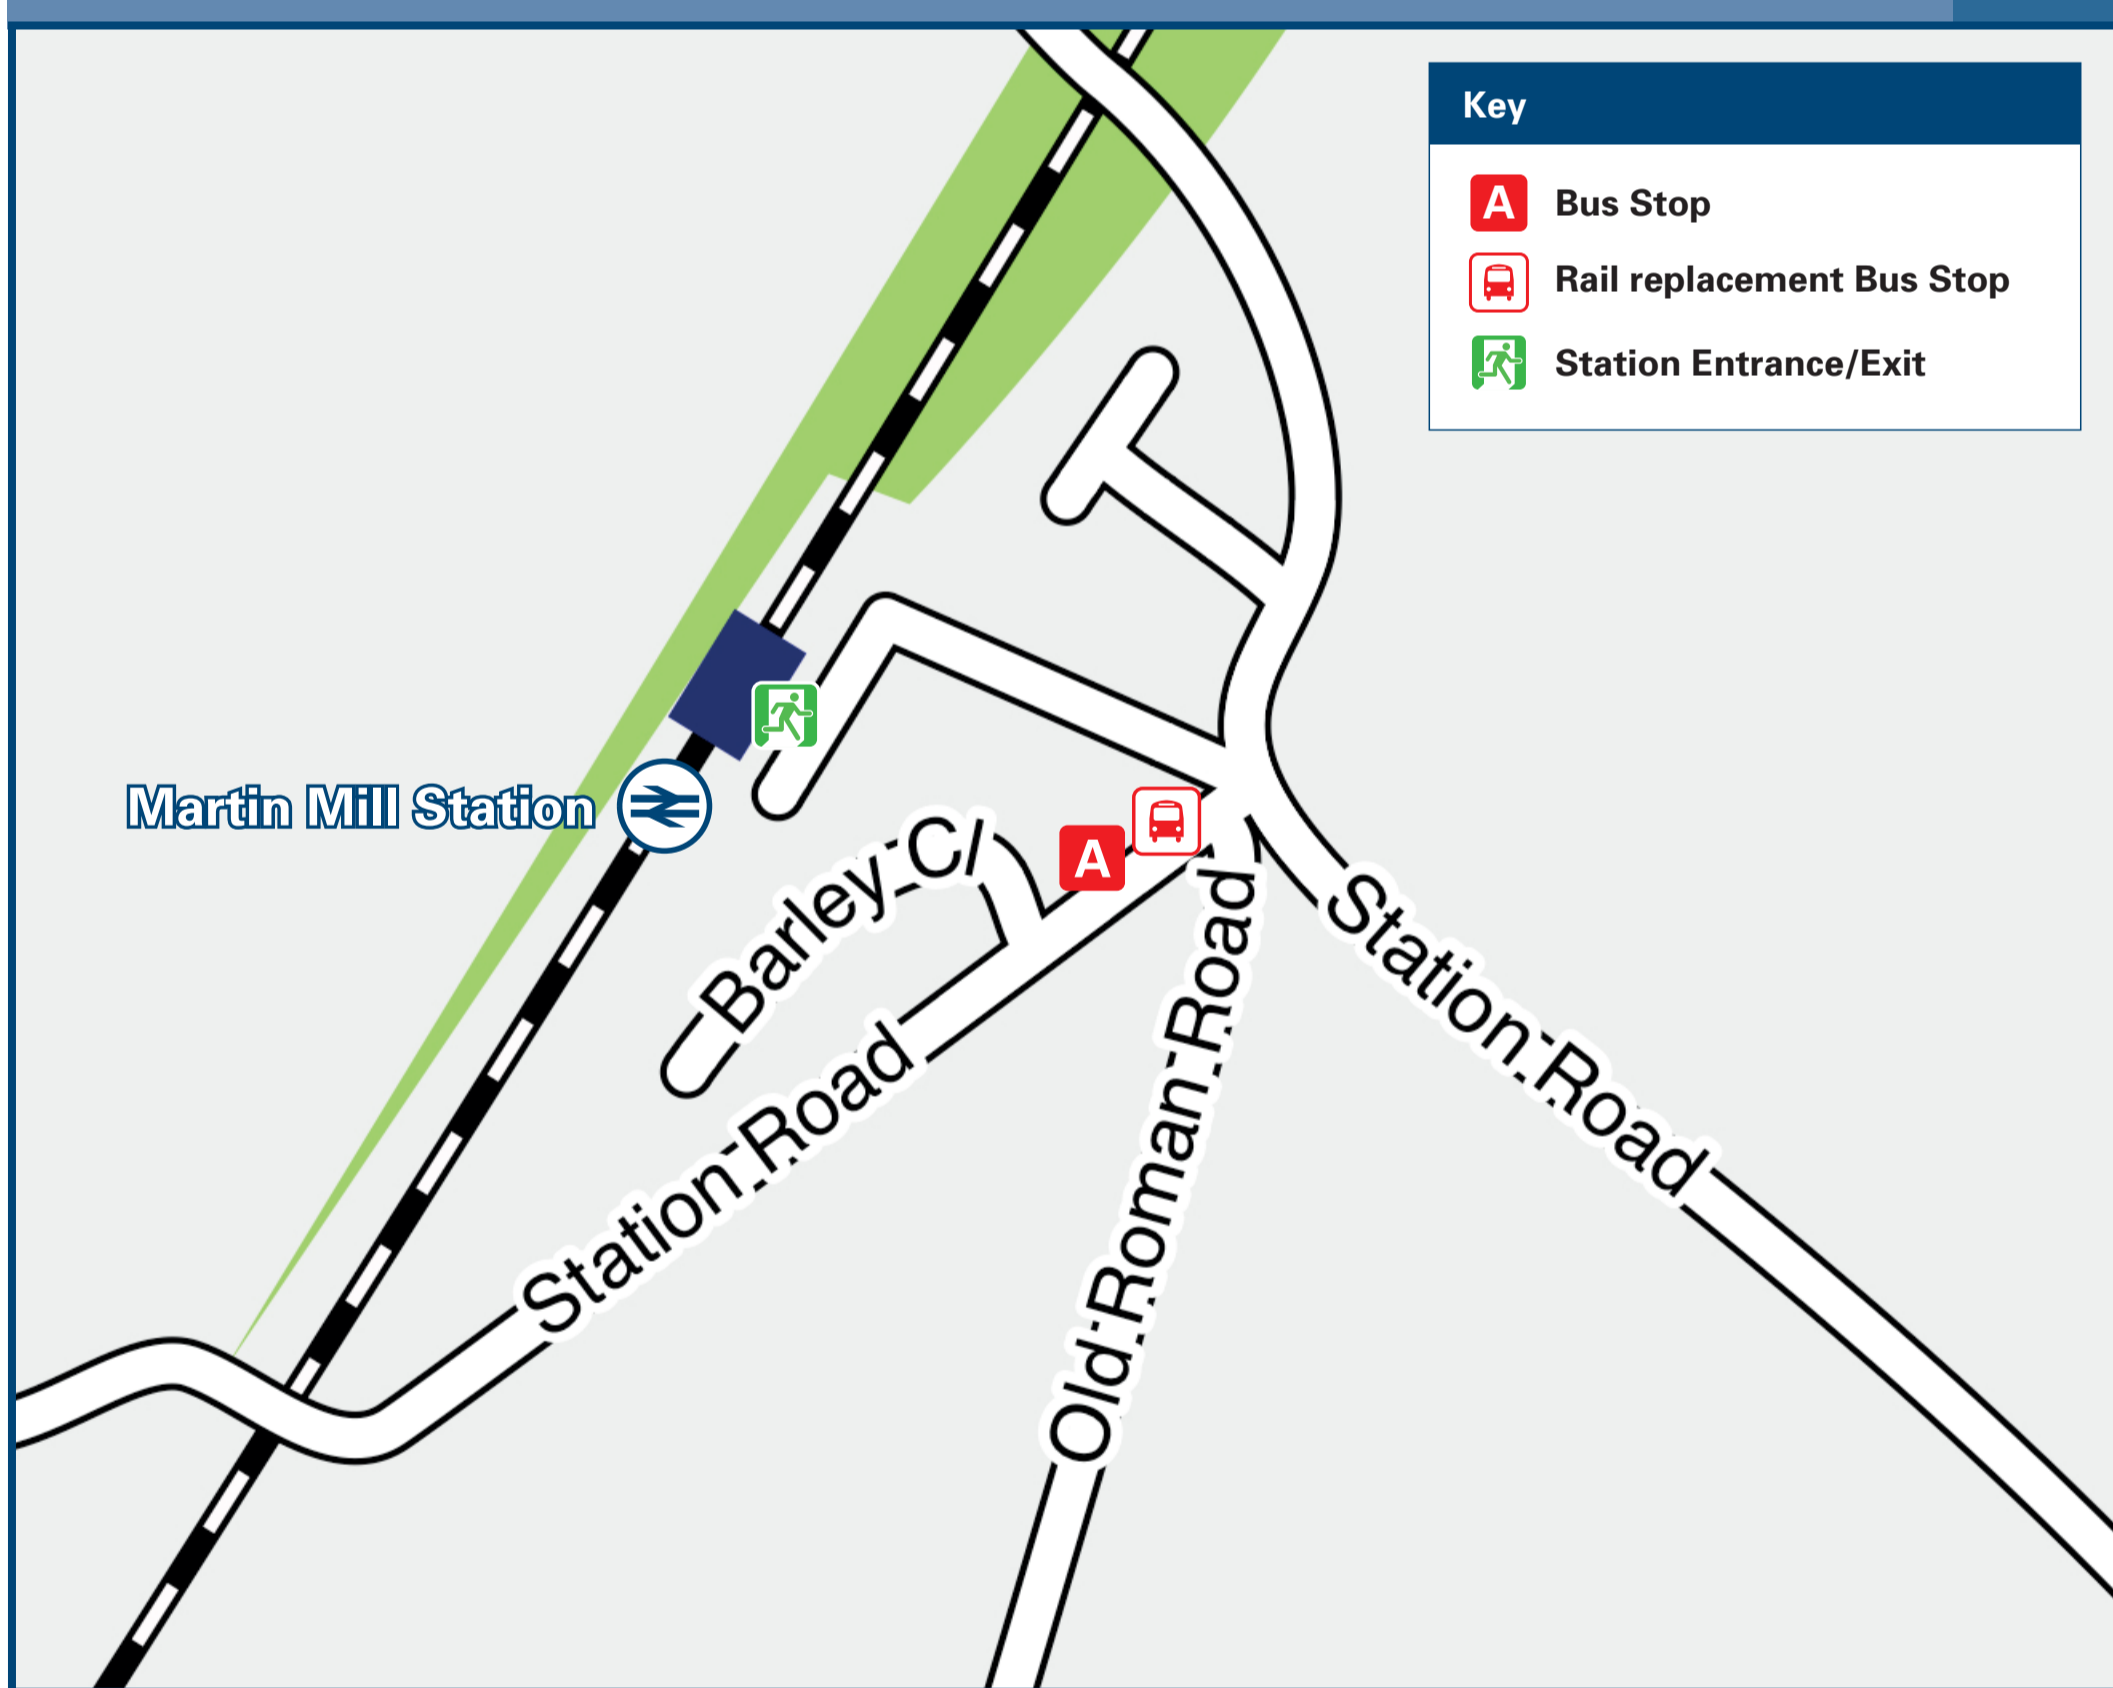 Key
A
Bus Stop
Rail replacement Bus Stop
Station Entrance/Exit
Martin Mill Station
Barley Cl
A
Station Road
Old Roman Road
Station Road